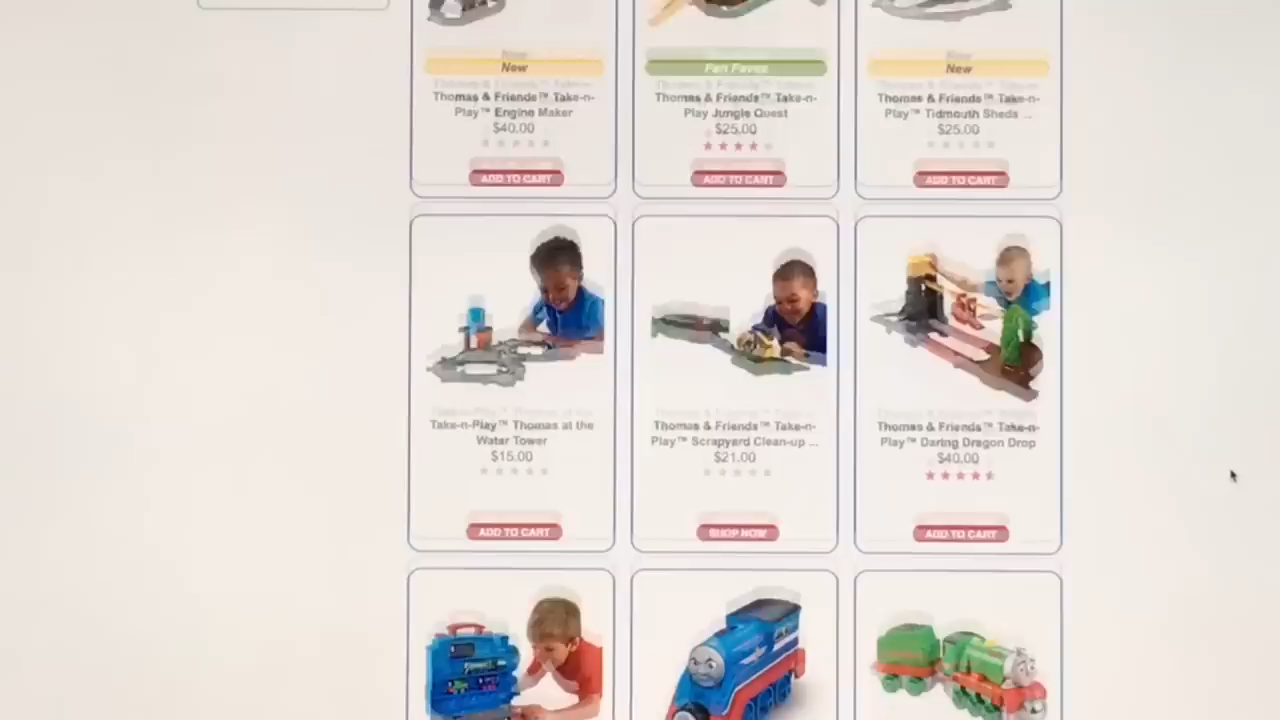 New
Thomas & Friends™ Take-n-
Play™ Engine Maker
$40.00
ADD TO CART
Fan Favor
Thomas & Friends™ Take-n-
Play Jungle Quest
$25.00
ADD TO CART
New
Thomas & Friends™ Take-n-
Play™ Tidmouth Sheds ...
$25.00
ADD TO CART
Take-n-Play™ Thomas at the
Water Tower
$15.00
ADD TO CART
Thomas & Friends™ Take-n-
Play™ Scrapyard Clean-up ...
$21.00
SHOP NOW
Thomas & Friends™ Take-n-
Play™ Daring Dragon Drop
$40.00
ADD TO CART